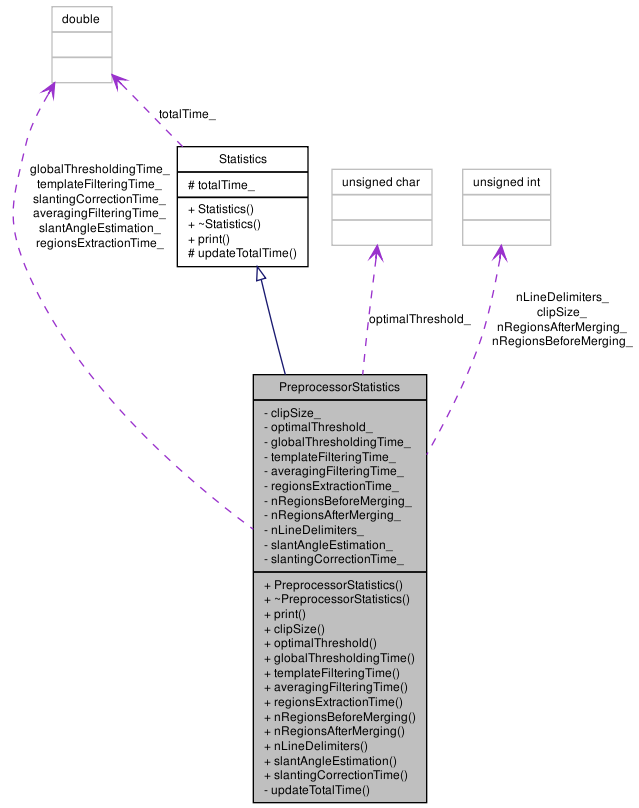 double
totalTime_
Statistics
# totalTime_
+ Statistics()
+ ~Statistics()
+ print()
# updateTotalTime()
unsigned char
unsigned int
globalThresholdingTime_
templateFilteringTime_
slantingCorrectionTime_
averagingFilteringTime_
slantAngleEstimation_
regionsExtractionTime_
optimalThreshold_
nLineDelimiters_
clipSize_
nRegionsAfterMerging_
nRegionsBeforeMerging_
PreprocessorStatistics
- clipSize_
- optimalThreshold_
- globalThresholdingTime_
- templateFilteringTime_
- averagingFilteringTime_
- regionsExtractionTime_
- nRegionsBeforeMerging_
- nRegionsAfterMerging_
- nLineDelimiters_
- slantAngleEstimation_
- slantingCorrectionTime_
+ PreprocessorStatistics()
+ ~PreprocessorStatistics()
+ print()
+ clipSize()
+ optimalThreshold()
+ globalThresholdingTime()
+ templateFilteringTime()
+ averagingFilteringTime()
+ regionsExtractionTime()
+ nRegionsBeforeMerging()
+ nRegionsAfterMerging()
+ nLineDelimiters()
+ slantAngleEstimation()
+ slantingCorrectionTime()
- updateTotalTime()